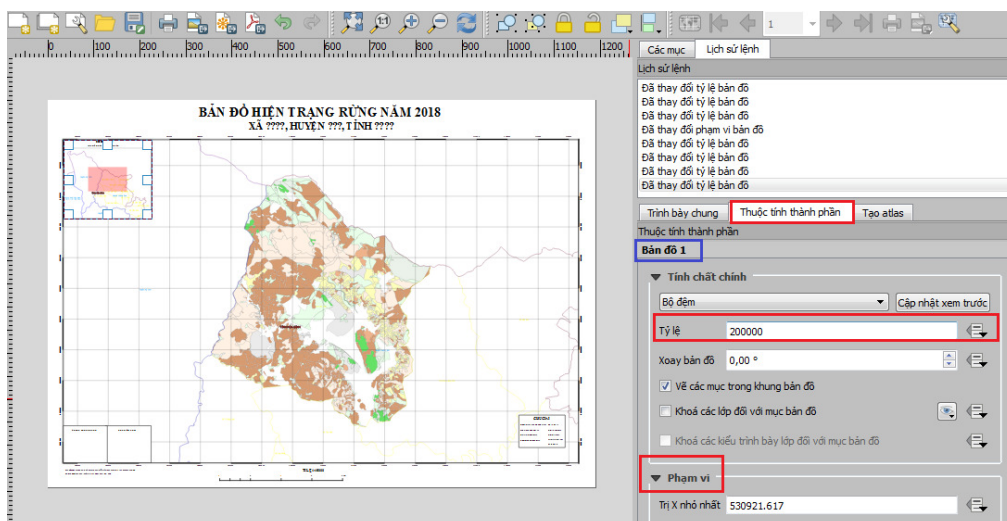 1
0 100 200 300 400 500 600 700 800 900 1000 1100 1200
Các mục Lịch sử lệnh
Lịch sử lệnh
Đã thay đổi tỷ lệ bản đồ
Đã thay đổi tỷ lệ bản đồ
Đã thay đổi tỷ lệ bản đồ
Đã thay đổi phạm vi bản đồ
Đã thay đổi tỷ lệ bản đồ
Đã thay đổi tỷ lệ bản đồ
Đã thay đổi tỷ lệ bản đồ
Đã thay đổi tỷ lệ bản đồ
BẢN ĐỒ HIỆN TRẠNG RỪNG NĂM 2018
XÃ ????, HUYỆN ???, TỈNH ????
Trình bày chung Thuộc tính thành phần Tạo atlas
Thuộc tính thành phần
Bản đồ 1
Tính chất chính
Bộ đệm Cập nhật xem trước
Tỷ lệ 200000
Xoay bản đồ 0,00 °
Vẽ các mục trong khung bản đồ
Khoá các lớp đối với mục bản đồ
Khoá các kiểu trình bày lớp đối với mục bản đồ
Phạm vi
Trị X nhỏ nhất 530921.617